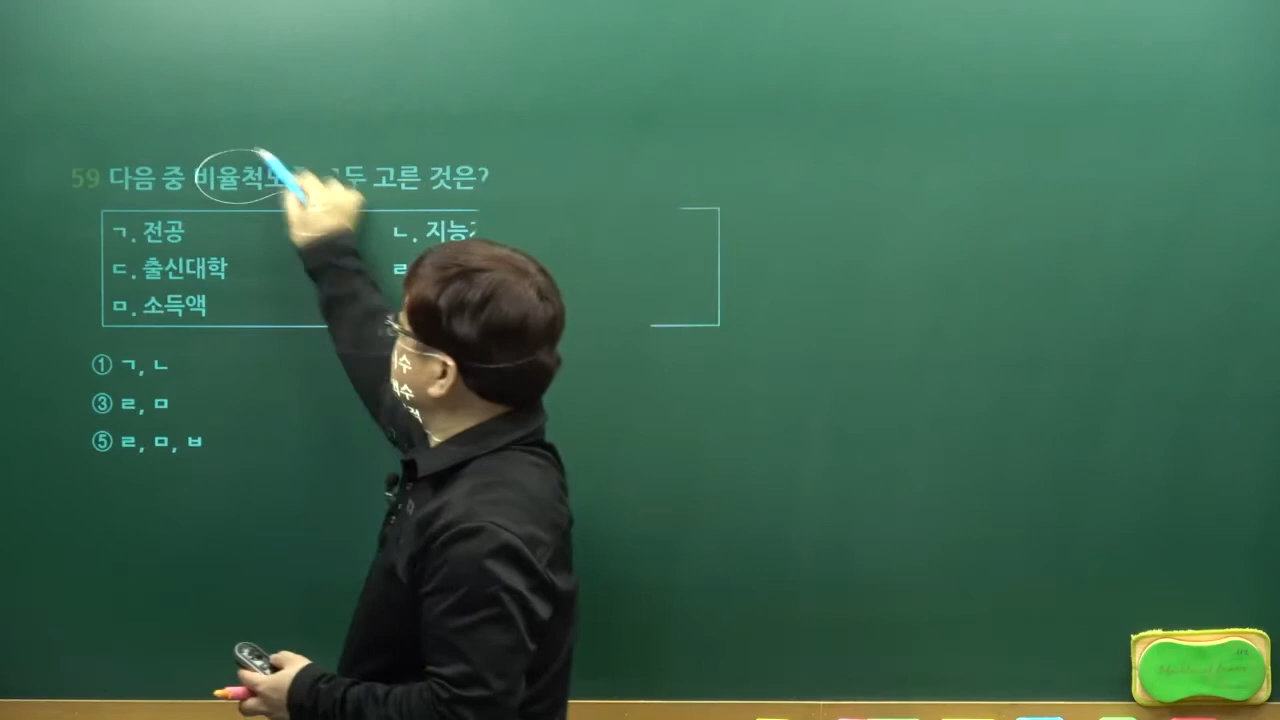 59 다음 중 비율척도 모두 고른 것은?
ㄱ. 전공 ㄴ. 지능
ㄷ. 출신대학 ㄹ
ㅁ. 소득액
① ㄱ, ㄴ
③ ㄹ, ㅁ
⑤ ㄹ, ㅁ, ㅂ